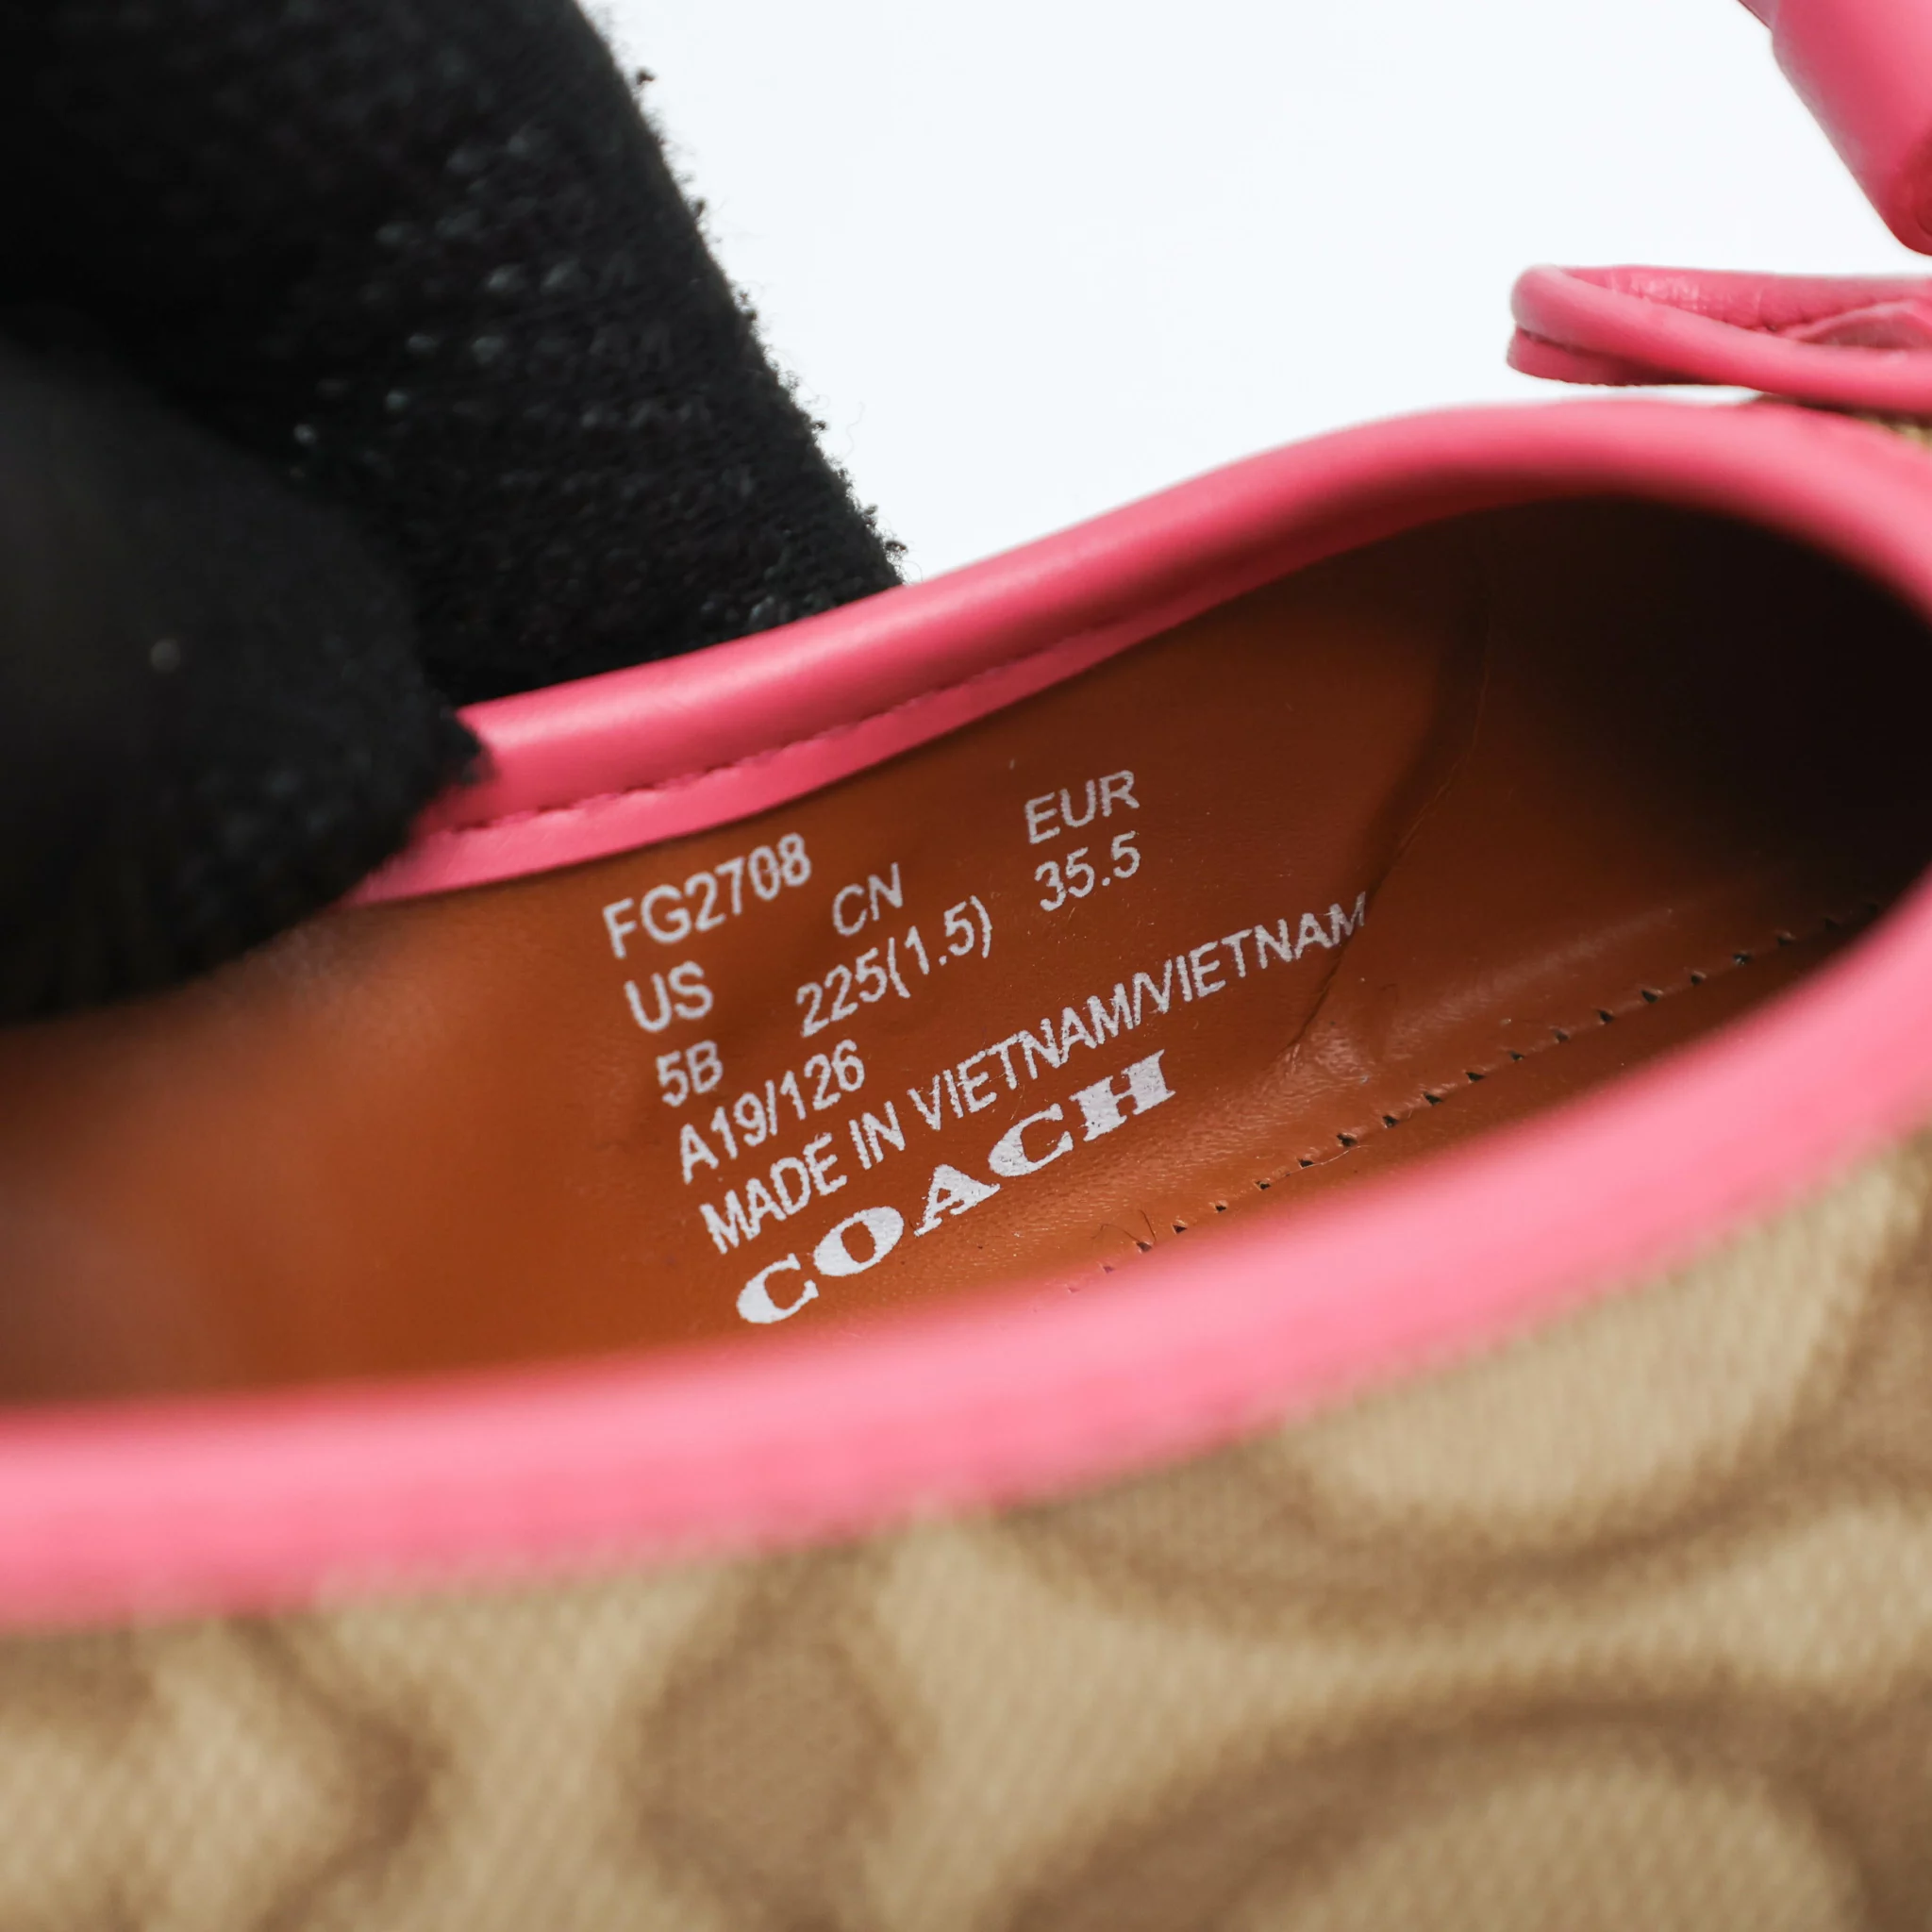 FG2708
US CN EUR
5B 225(1.5) 35.5
A19/126
MADE IN VIETNAM/VIETNAM
COACH